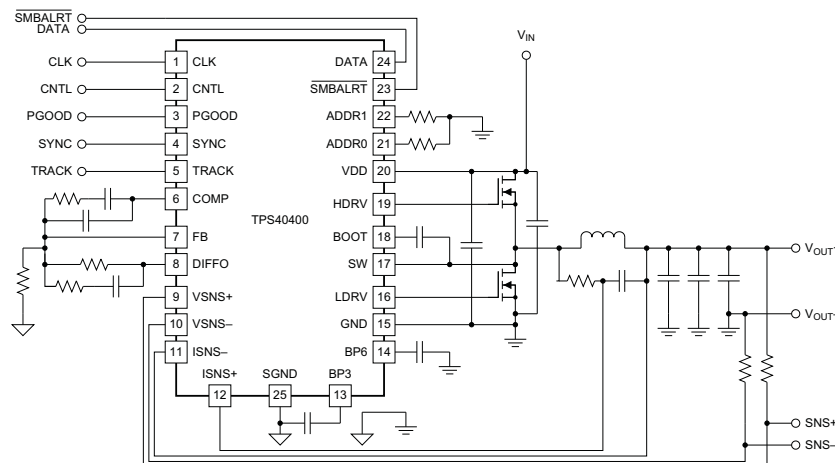 SMBALRT
DATA
CLK
CNTL
PGOOD
SYNC
TRACK
1 CLK
2 CNTL
3 PGOOD
4 SYNC
5 TRACK
6 COMP
7 FB
8 DIFFO
9 VSNS+
10 VSNS–
11 ISNS–
TPS40400
DATA 24
SMBALRT 23
ADDR1 22
ADDR0 21
VDD 20
HDRV 19
BOOT 18
SW 17
LDRV 16
GND 15
BP6 14
ISNS+ SGND BP3
12 25 13
VIN
VOUT+
VOUT-
SNS+
SNS–